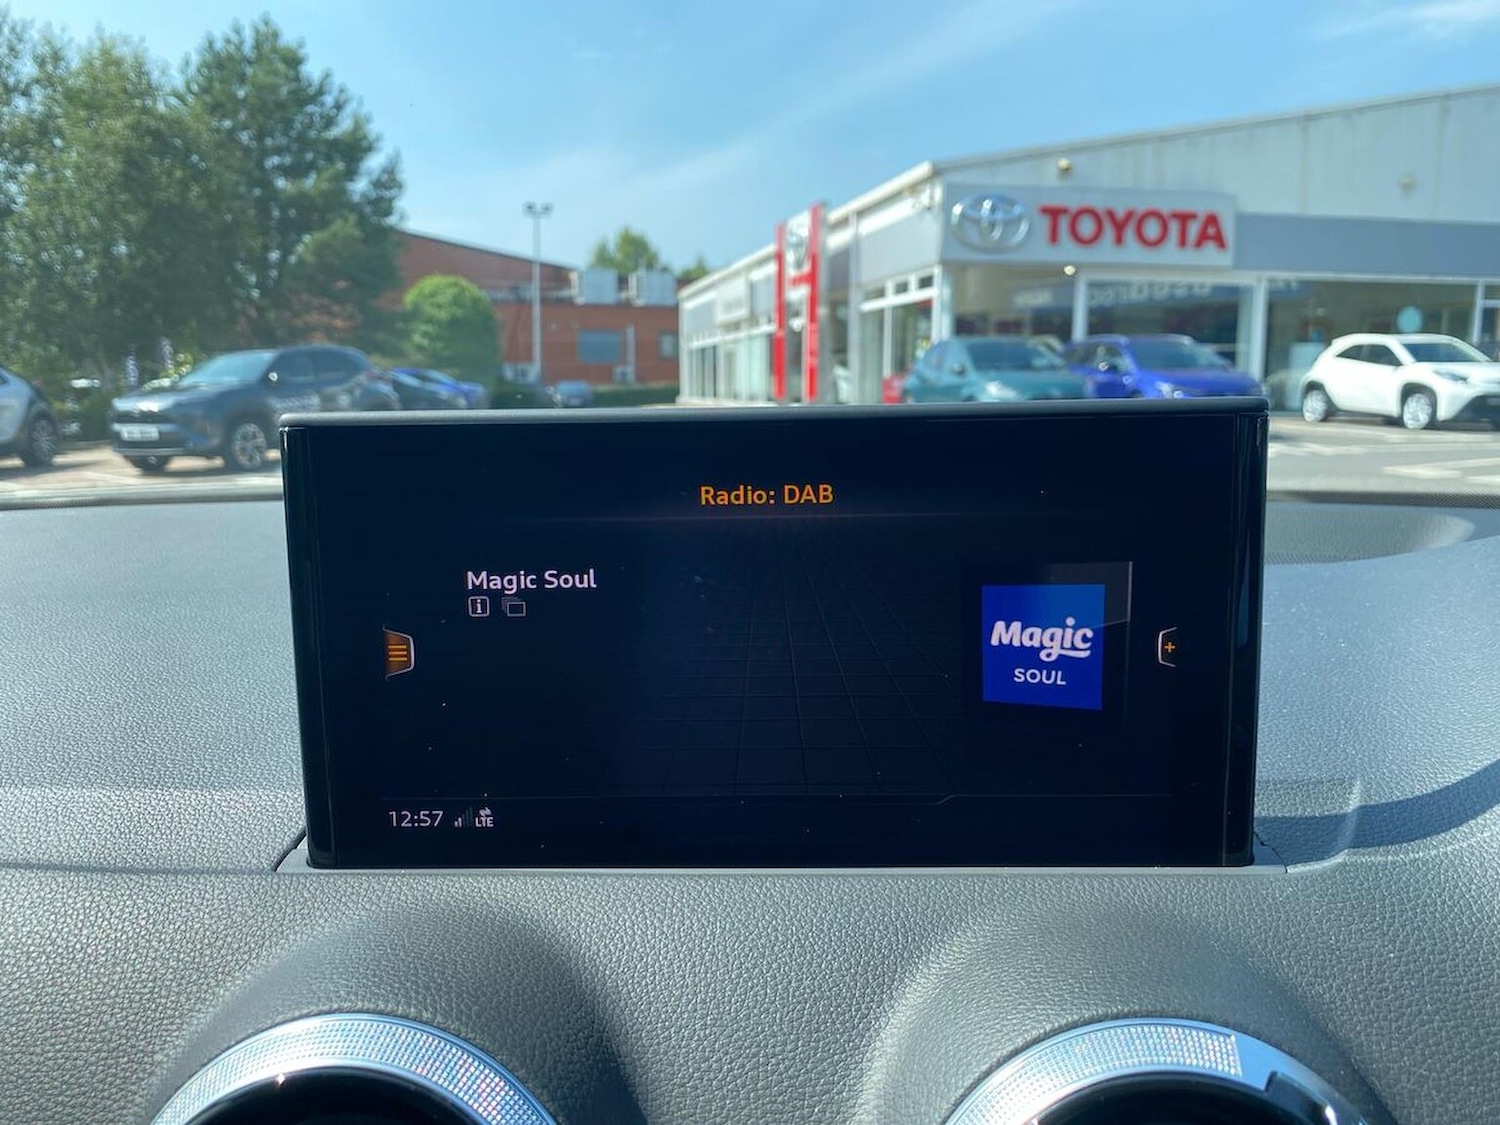 TOYOTA
Radio: DAB
Magic Soul
i
Magic
SOUL
+
12:57 LTE